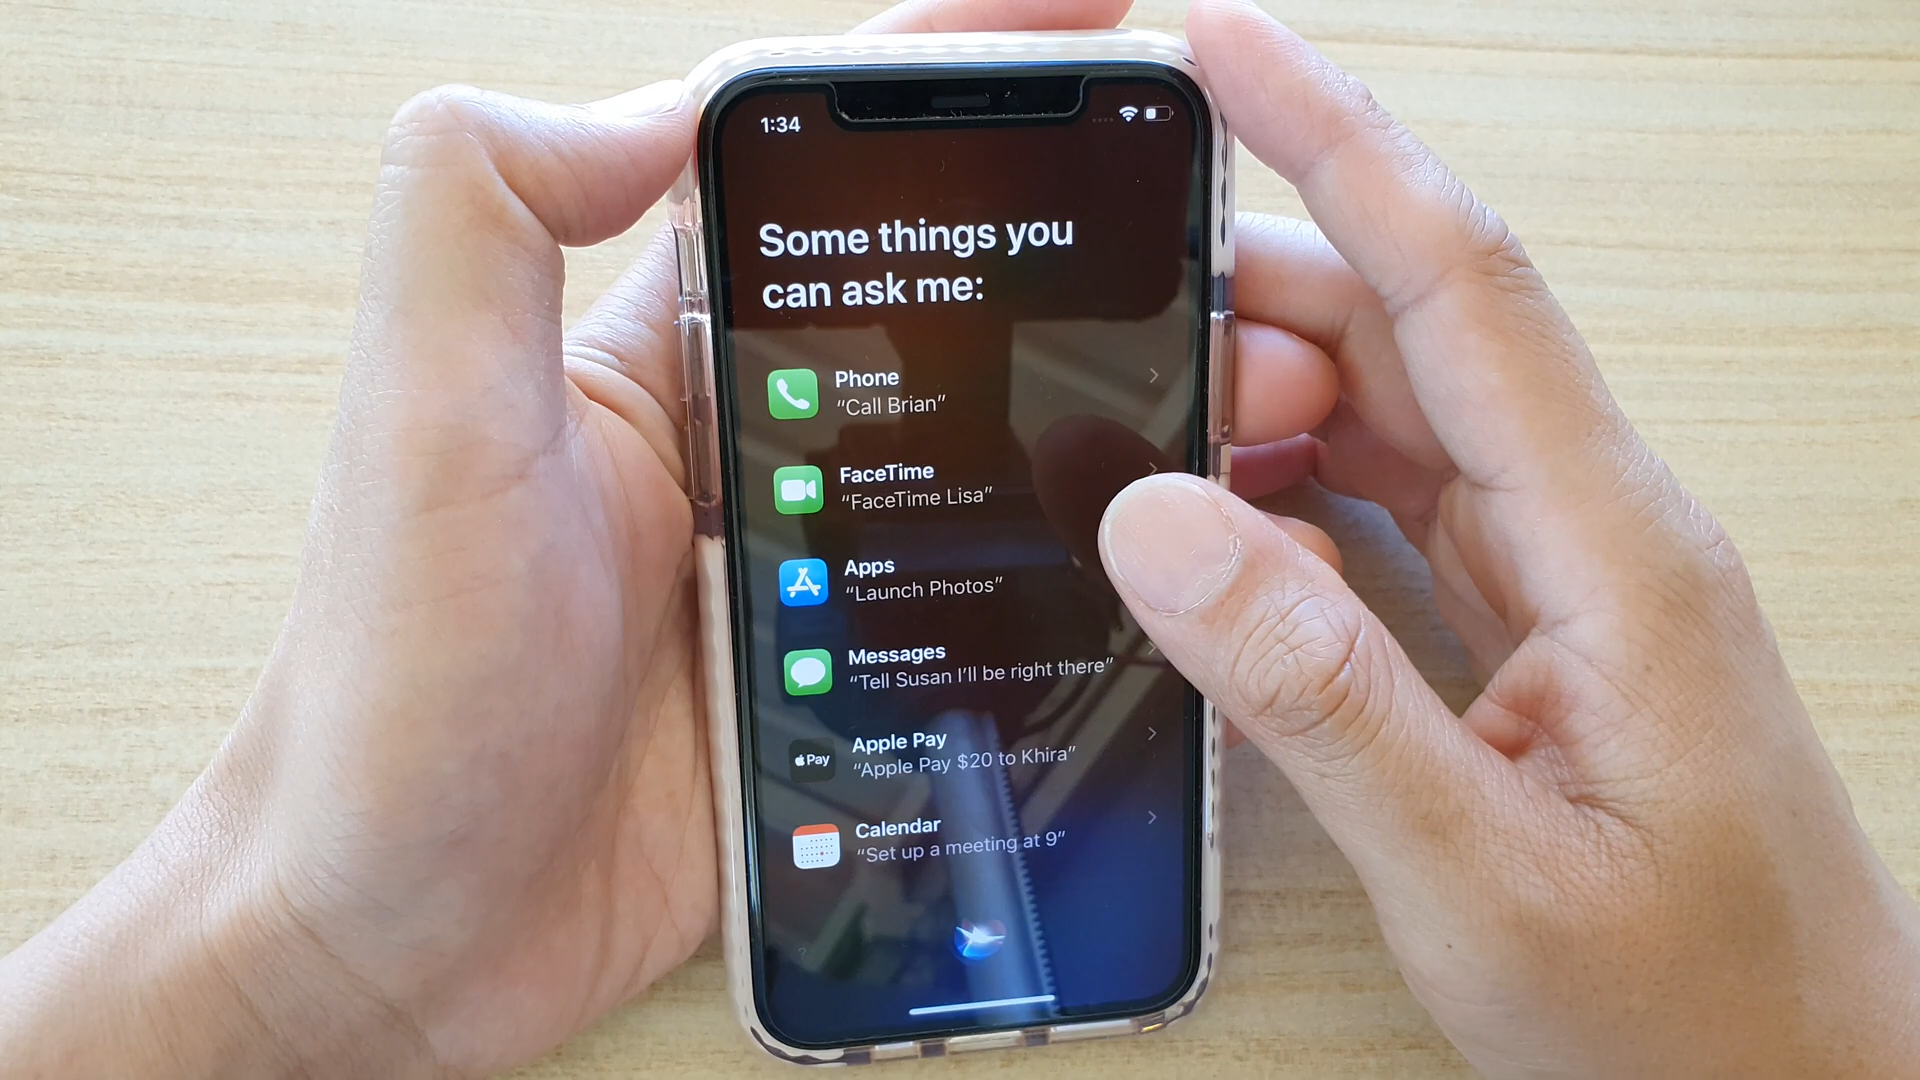 1:34
Some things you
can ask me:
Phone
“Call Brian”
FaceTime
“FaceTime Lisa”
Apps
“Launch Photos”
Messages
“Tell Susan I’ll be right there”
Pay
Apple Pay
“Apple Pay $20 to Khira”
Calendar
“Set up a meeting at 9”
?